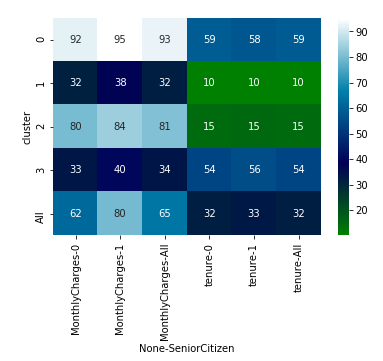 0 92 95 93 59 58 59
1 32 38 32 10 10 10
2 80 84 81 15 15 15
3 33 40 34 54 56 54
All 62 80 65 32 33 32
cluster
MonthlyCharges-0
MonthlyCharges-1
MonthlyCharges-All
tenure-0
tenure-1
tenure-All
None-SeniorCitizen
90
80
70
60
50
40
30
20